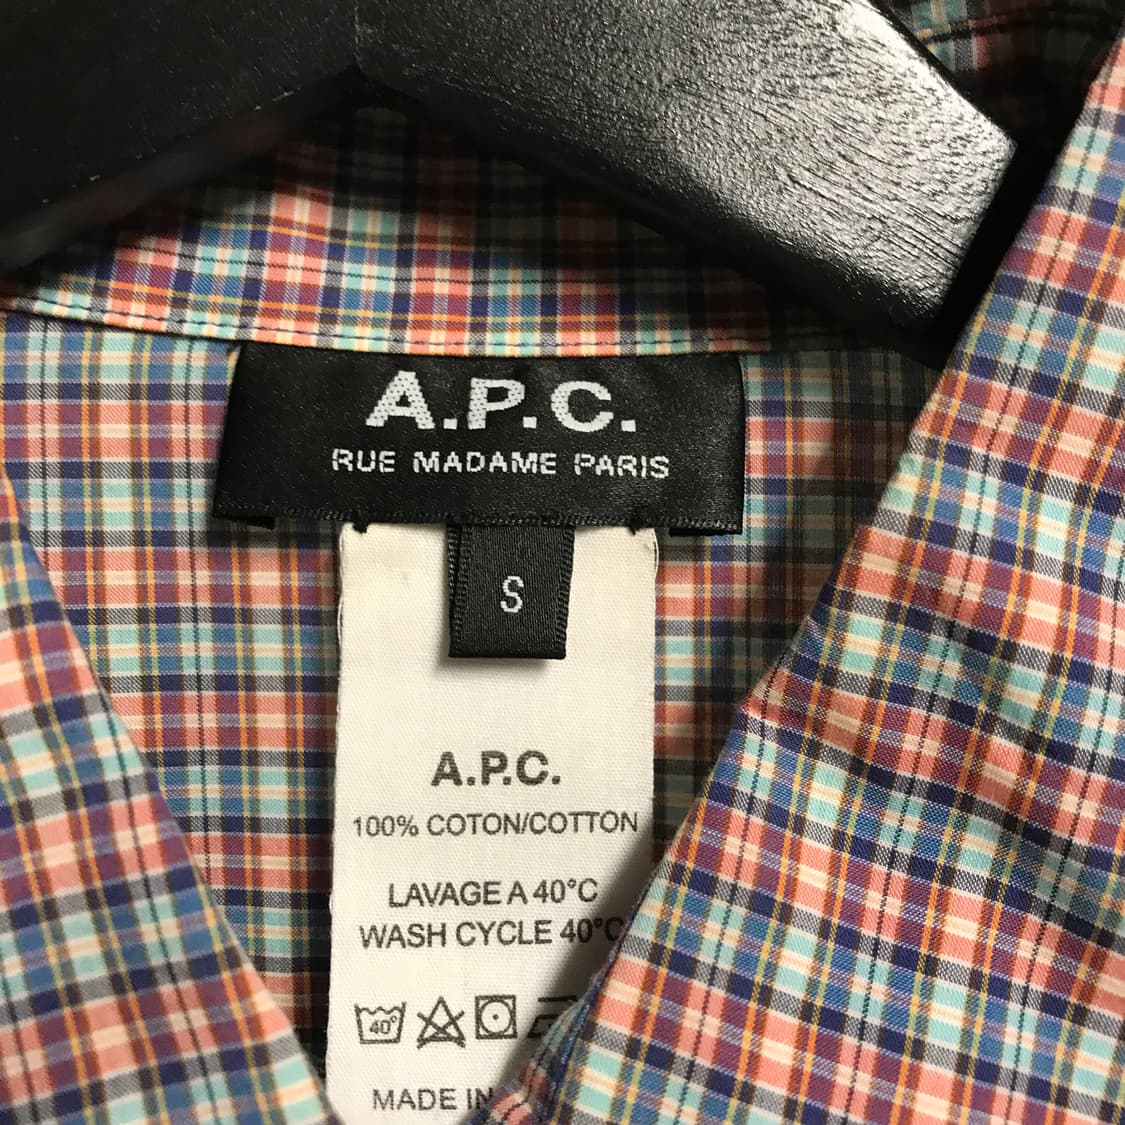 A.P.C.
RUE MADAME PARIS
S
A.P.C.
100% COTON/COTTON
LAVAGE A 40°C
WASH CYCLE 40°C
40°
MADE IN